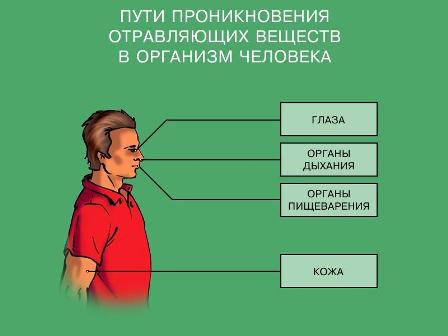 ПУТИ ПРОНИКНОВЕНИЯ
ОТРАВЛЯЮЩИХ ВЕЩЕСТВ
В ОРГАНИЗМ ЧЕЛОВЕКА
ГЛАЗА
ОРГАНЫ
ДЫХАНИЯ
ОРГАНЫ
ПИЩЕВАРЕНИЯ
КОЖА